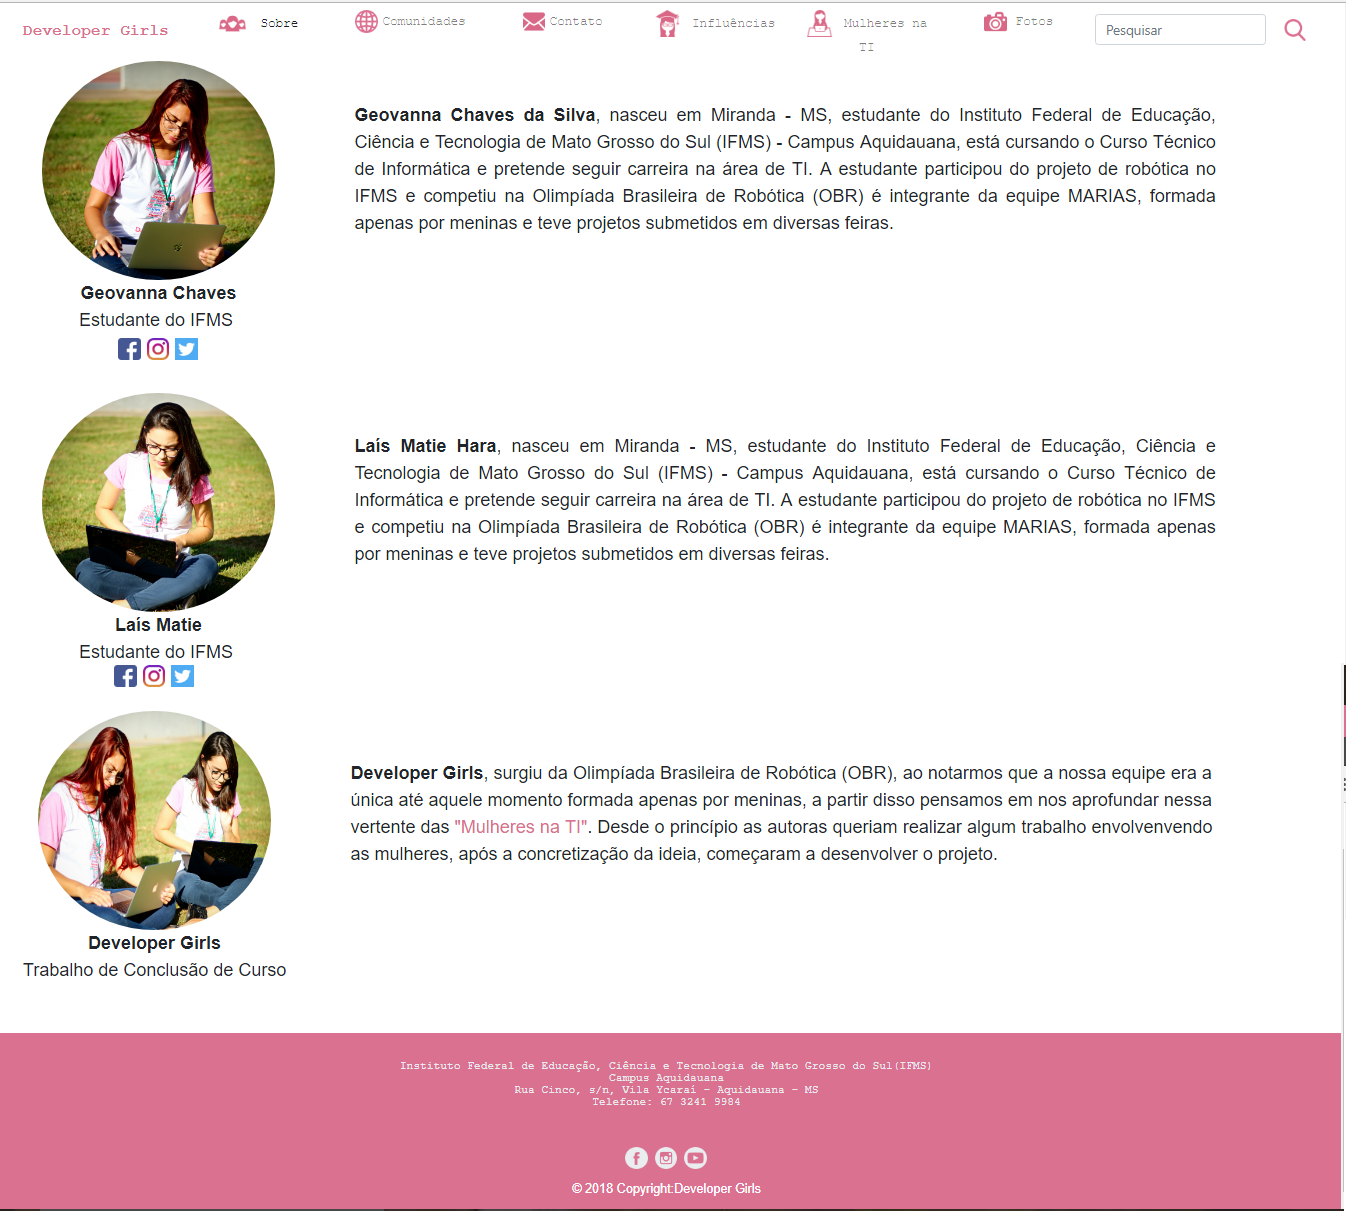 Developer Girls
Sobre
Comunidades
Contato
Influências
Mulheres na
TI
Fotos
Pesquisar
Geovanna Chaves da Silva, nasceu em Miranda - MS, estudante do Instituto Federal de Educação,
Ciência e Tecnologia de Mato Grosso do Sul (IFMS) - Campus Aquidauana, está cursando o Curso Técnico
de Informática e pretende seguir carreira na área de TI. A estudante participou do projeto de robótica no
IFMS e competiu na Olimpíada Brasileira de Robótica (OBR) é integrante da equipe MARIAS, formada
apenas por meninas e teve projetos submetidos em diversas feiras.
Geovanna Chaves
Estudante do IFMS
Laís Matie Hara, nasceu em Miranda - MS, estudante do Instituto Federal de Educação, Ciência e
Tecnologia de Mato Grosso do Sul (IFMS) - Campus Aquidauana, está cursando o Curso Técnico de
Informática e pretende seguir carreira na área de TI. A estudante participou do projeto de robótica no IFMS
e competiu na Olimpíada Brasileira de Robótica (OBR) é integrante da equipe MARIAS, formada apenas
por meninas e teve projetos submetidos em diversas feiras.
Laís Matie
Estudante do IFMS
Developer Girls, surgiu da Olimpíada Brasileira de Robótica (OBR), ao notarmos que a nossa equipe era a
única até aquele momento formada apenas por meninas, a partir disso pensamos em nos aprofundar nessa
vertente das "Mulheres na TI". Desde o princípio as autoras queriam realizar algum trabalho envolvenvendo
as mulheres, após a concretização da ideia, começaram a desenvolver o projeto.
Developer Girls
Trabalho de Conclusão de Curso
Instituto Federal de Educação, Ciência e Tecnologia de Mato Grosso do Sul(IFMS)
Campus Aquidauana
Rua Cinco, s/n, Vila Ycaraí - Aquidauana - MS
Telefone: 67 3241 9984
© 2018 Copyright:Developer Girls